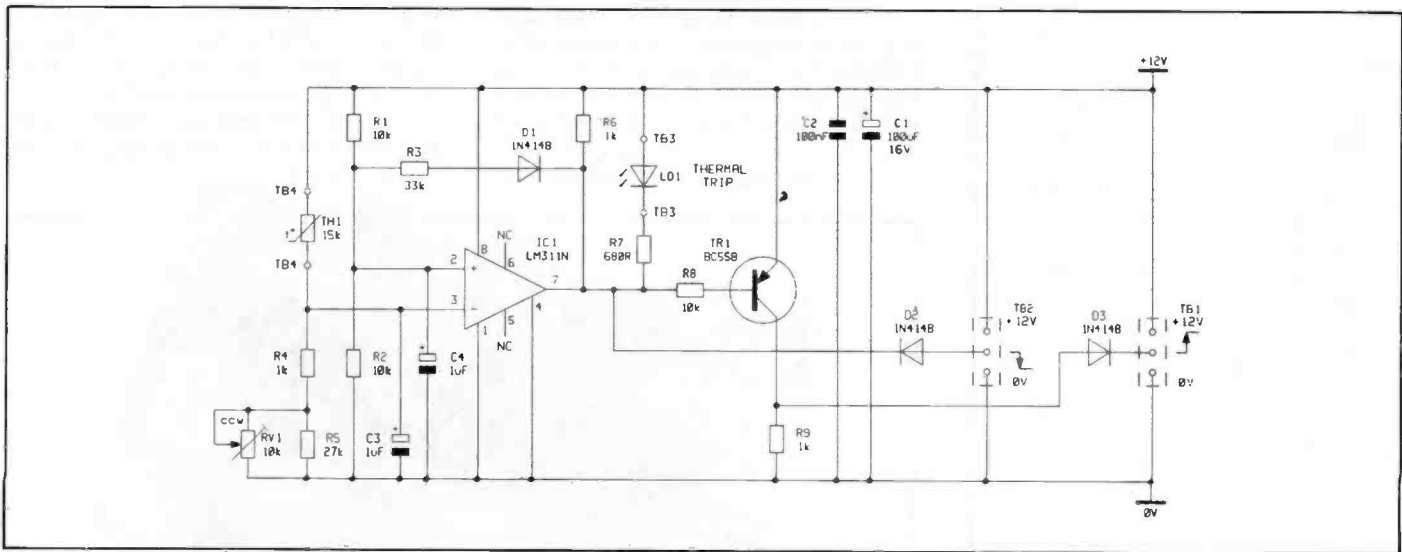 +12V
R1
10k
R3
33k
D1
1N4148
R6
1k
TB3
LD1
THERMAL
TRIP
TB3
C2
100nF
+
C1
100uF
16V
TB4
TH1
15k
t°
TB4
NC
8
6
IC1
LM311N
2
+
3
-
7
4
1
5
NC
R7
680R
R8
10k
TR1
BC558
D2
1N4148
TB2
+12V
0V
D3
1N4148
TB1
+12V
0V
R4
1k
R2
10k
+
C4
1uF
CCW
RV1
10k
R5
27k
C3
1uF
+
R9
1k
0V